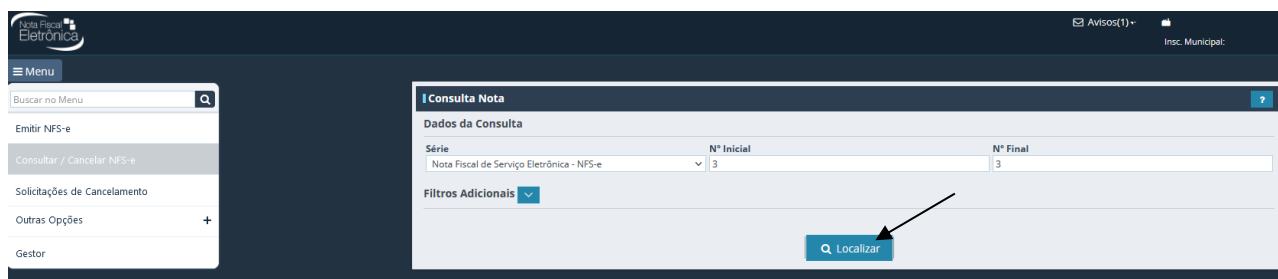 Nota Fiscal
Eletrônica
Avisos(1)
Insc. Municipal:
Menu
Buscar no Menu
Emitir NFS-e
Consultar / Cancelar NFS-e
Solicitações de Cancelamento
Outras Opções +
Gestor
Consulta Nota ?
Dados da Consulta
Série Nº Inicial Nº Final
Nota Fiscal de Serviço Eletrônica - NFS-e 3 3
Filtros Adicionais
Localizar